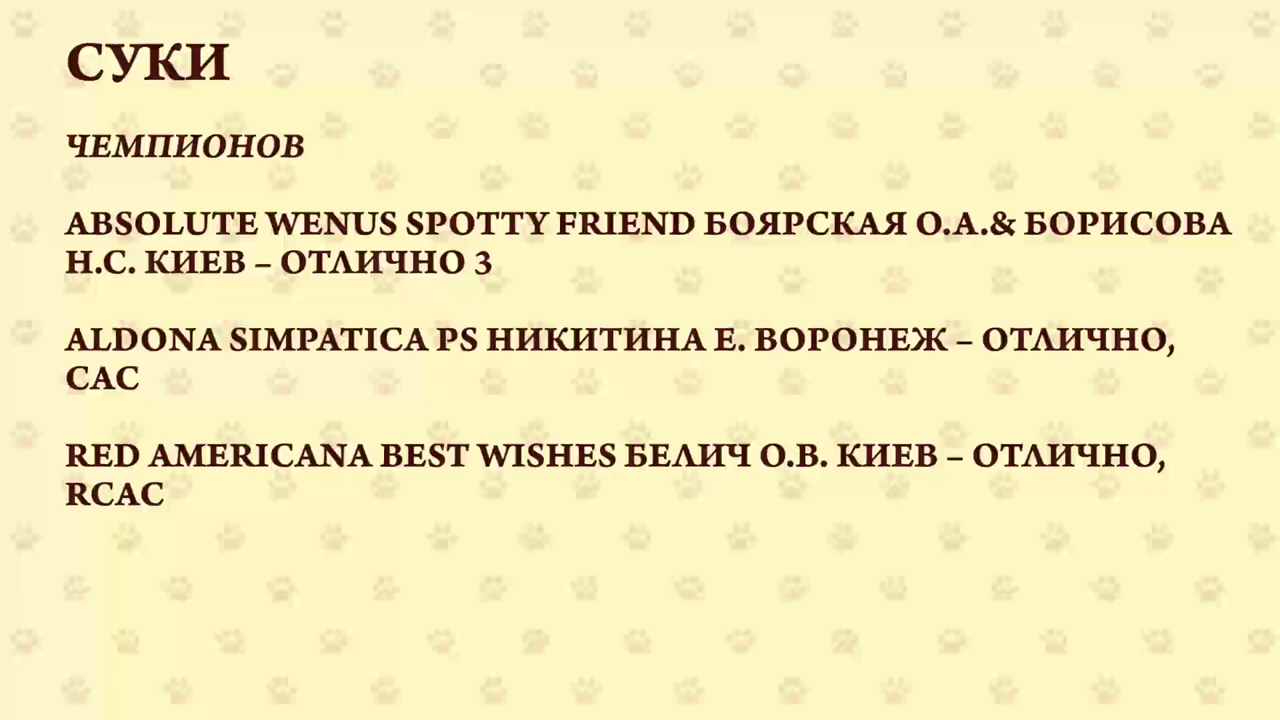 СУКИ
ЧЕМПИОНОВ
ABSOLUTE WENUS SPOTTY FRIEND БОЯРСКАЯ О.А.& БОРИСОВА
Н.С. КИЕВ – ОТЛИЧНО 3
ALDONA SIMPATICA PS НИКИТИНА Е. ВОРОНЕЖ – ОТЛИЧНО,
CAC
RED AMERICANA BEST WISHES БЕЛИЧ О.В. КИЕВ – ОТЛИЧНО,
RCAC